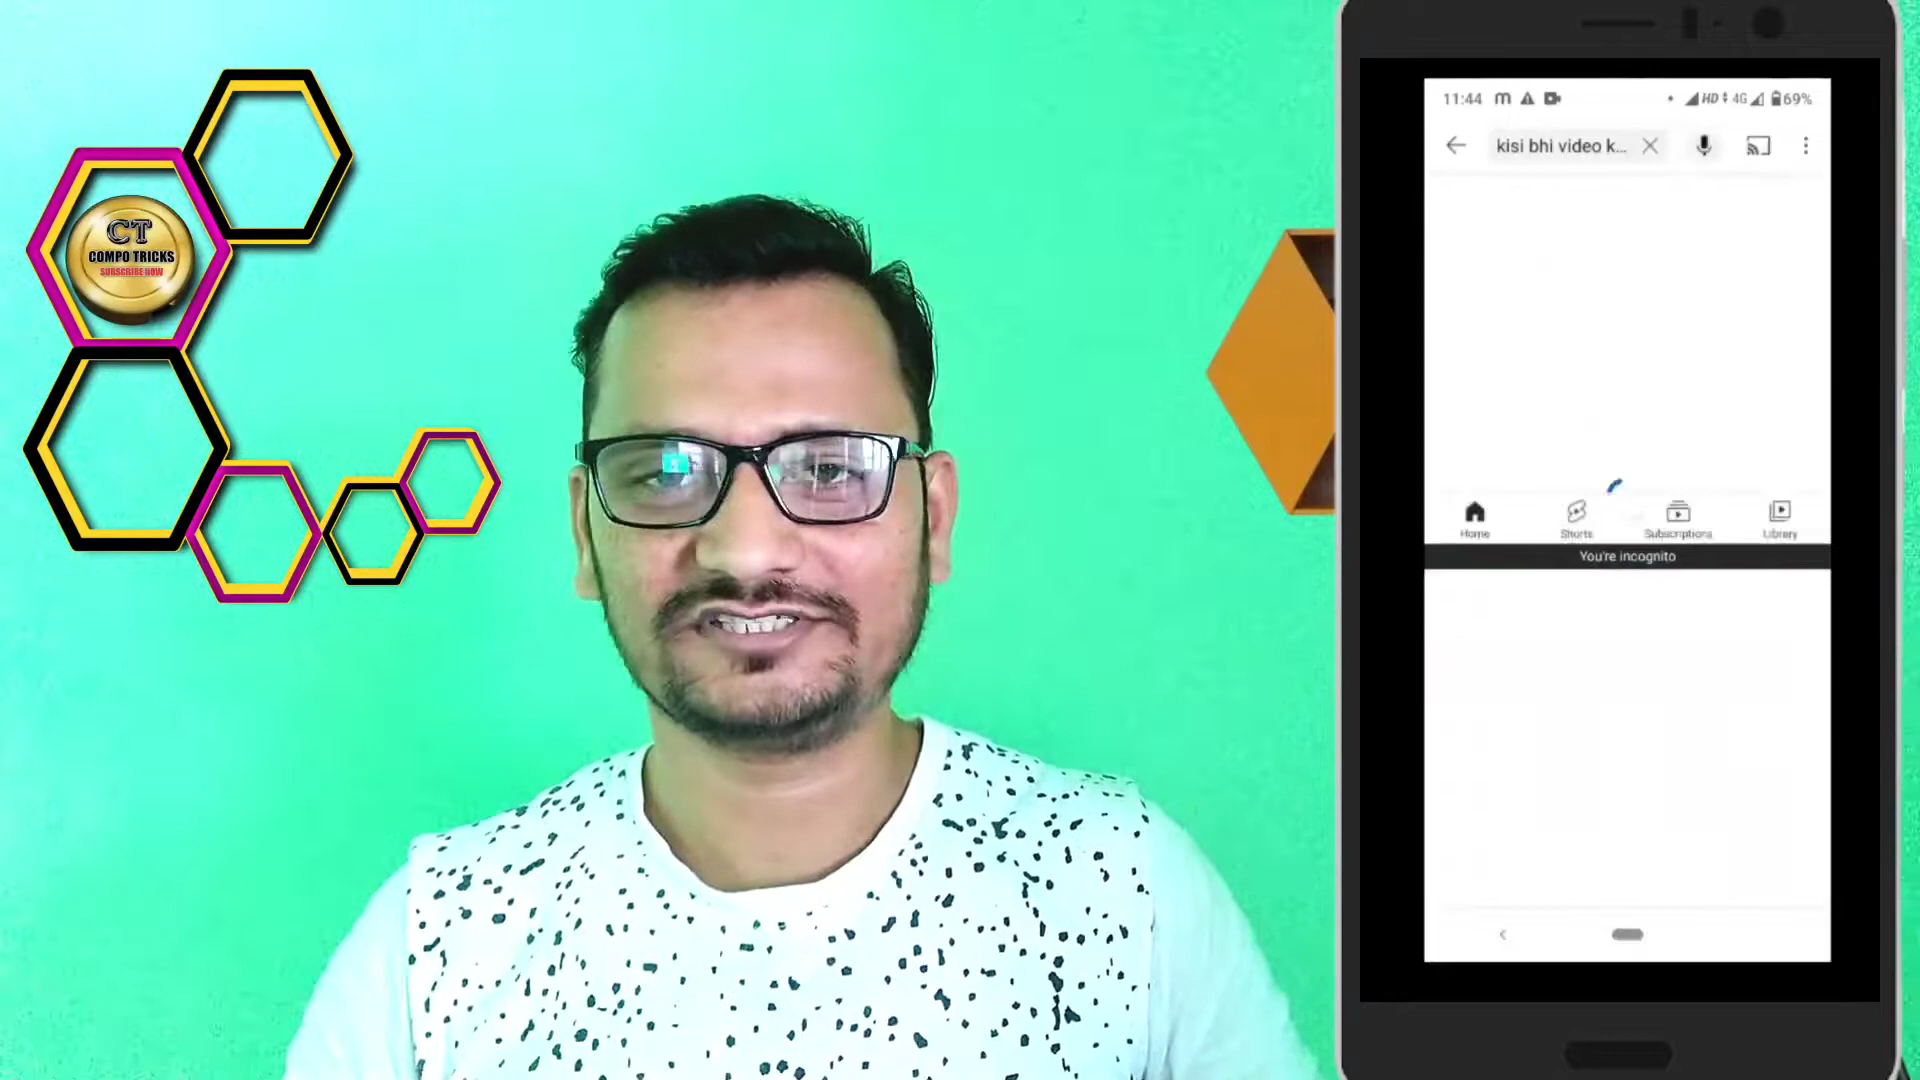 CT
COMPO TRICKS
SUBSCRIBE NOW
11:44 HD 4G 69%
kisi bhi video k...
Home Shorts Subscriptions Library
You're incognito